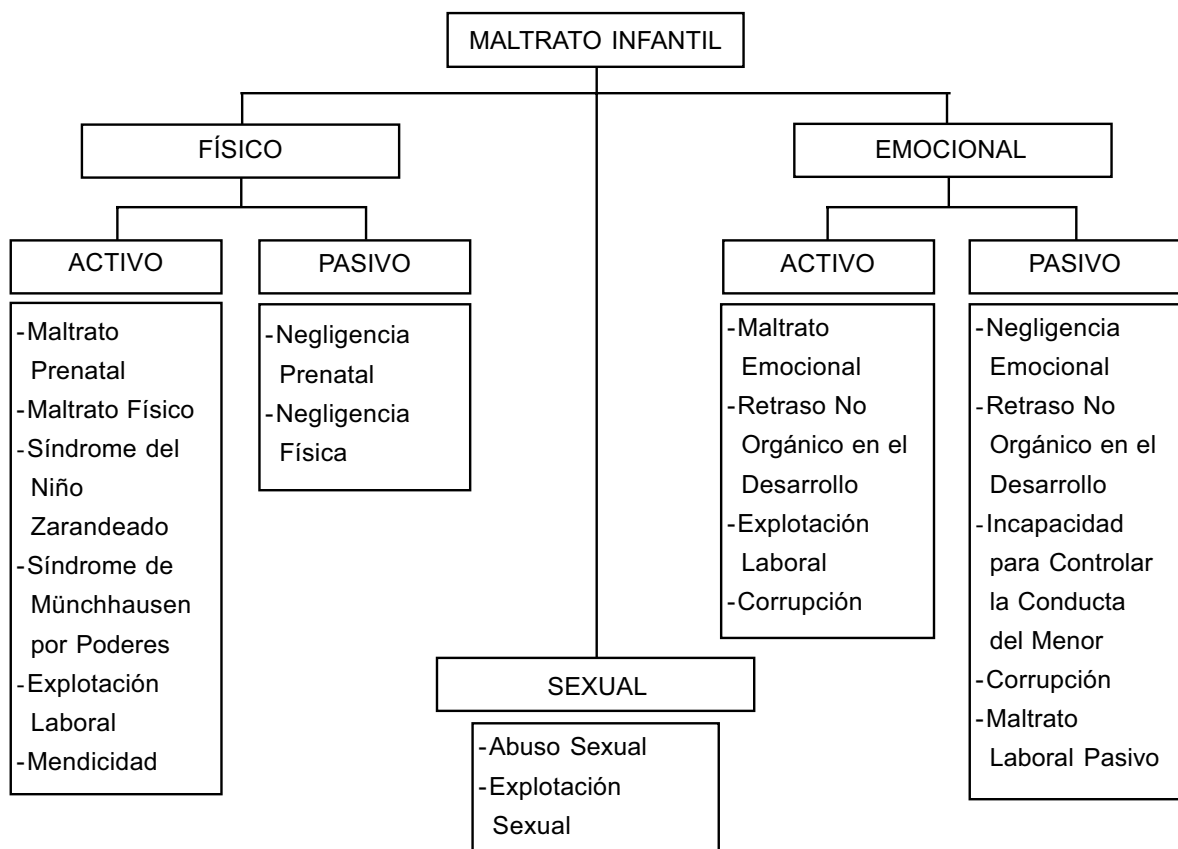 MALTRATO INFANTIL
FÍSICO
EMOCIONAL
ACTIVO
PASIVO
ACTIVO
PASIVO
-Maltrato
Prenatal
-Maltrato Físico
-Síndrome del
Niño
Zarandeado
-Síndrome de
Münchhausen
por Poderes
-Explotación
Laboral
-Mendicidad
-Negligencia
Prenatal
-Negligencia
Física
-Maltrato
Emocional
-Retraso No
Orgánico en el
Desarrollo
-Explotación
Laboral
-Corrupción
-Negligencia
Emocional
-Retraso No
Orgánico en el
Desarrollo
-Incapacidad
para Controlar
la Conducta
del Menor
-Corrupción
-Maltrato
Laboral Pasivo
SEXUAL
-Abuso Sexual
-Explotación
Sexual